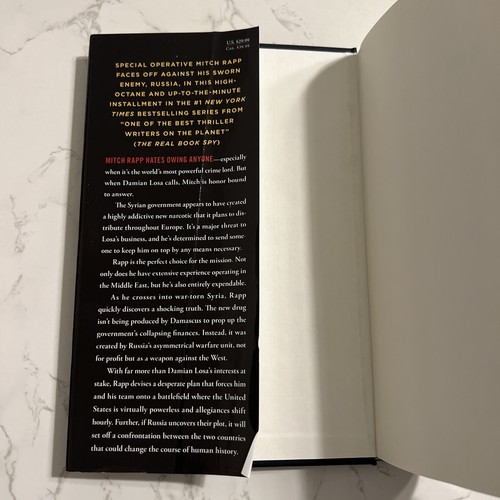 U.S. $29.99
Can. $39.99
SPECIAL OPERATIVE MITCH RAPP
FACES OFF AGAINST HIS SWORN
ENEMY, RUSSIA, IN THIS HIGH-
OCTANE AND UP-TO-THE-MINUTE
INSTALLMENT IN THE #1 NEW YORK
TIMES BESTSELLING SERIES FROM
"ONE OF THE BEST THRILLER
WRITERS ON THE PLANET"
(THE REAL BOOK SPY)
MITCH RAPP HATES OWING ANYONE—especially
when it's the world's most powerful crime lord. But
when Damian Losa calls, Mitch is honor bound
to answer.
The Syrian government appears to have created
a highly addictive new narcotic that it plans to dis-
tribute throughout Europe. It's a major threat to
Losa's business, and he's determined to send some-
one to keep him on top by any means necessary.
Rapp is the perfect choice for the mission. Not
only does he have extensive experience operating in
the Middle East, but he's also entirely expendable.
As he crosses into war-torn Syria, Rapp
quickly discovers a shocking truth. The new drug
isn't being produced by Damascus to prop up the
government's collapsing finances. Instead, it was
created by Russia's asymmetrical warfare unit, not
for profit but as a weapon against the West.
With far more than Damian Losa's interests at
stake, Rapp devises a desperate plan that forces him
and his team onto a battlefield where the United
States is virtually powerless and allegiances shift
hourly. Further, if Russia uncovers their plot, it will
set off a confrontation between the two countries
that could change the course of human history.